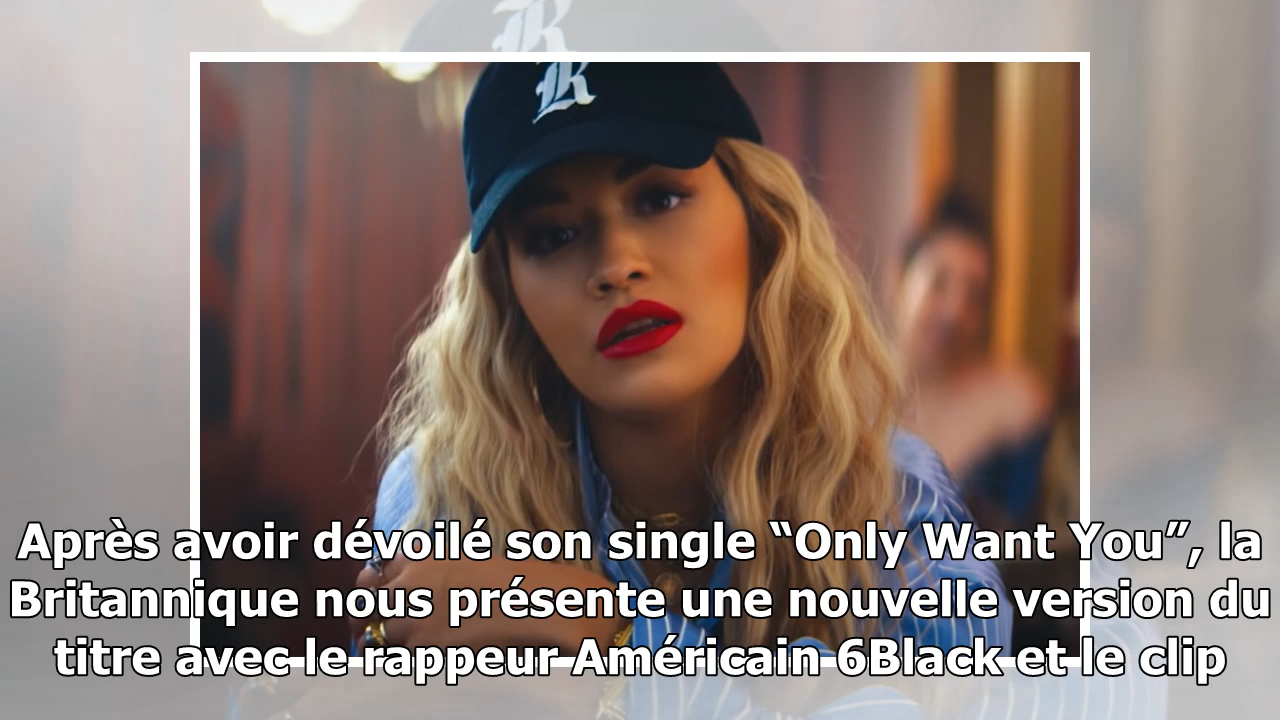 R
R
Après avoir dévoilé son single “Only Want You”, la
Britannique nous présente une nouvelle version du
titre avec le rappeur Américain 6Black et le clip